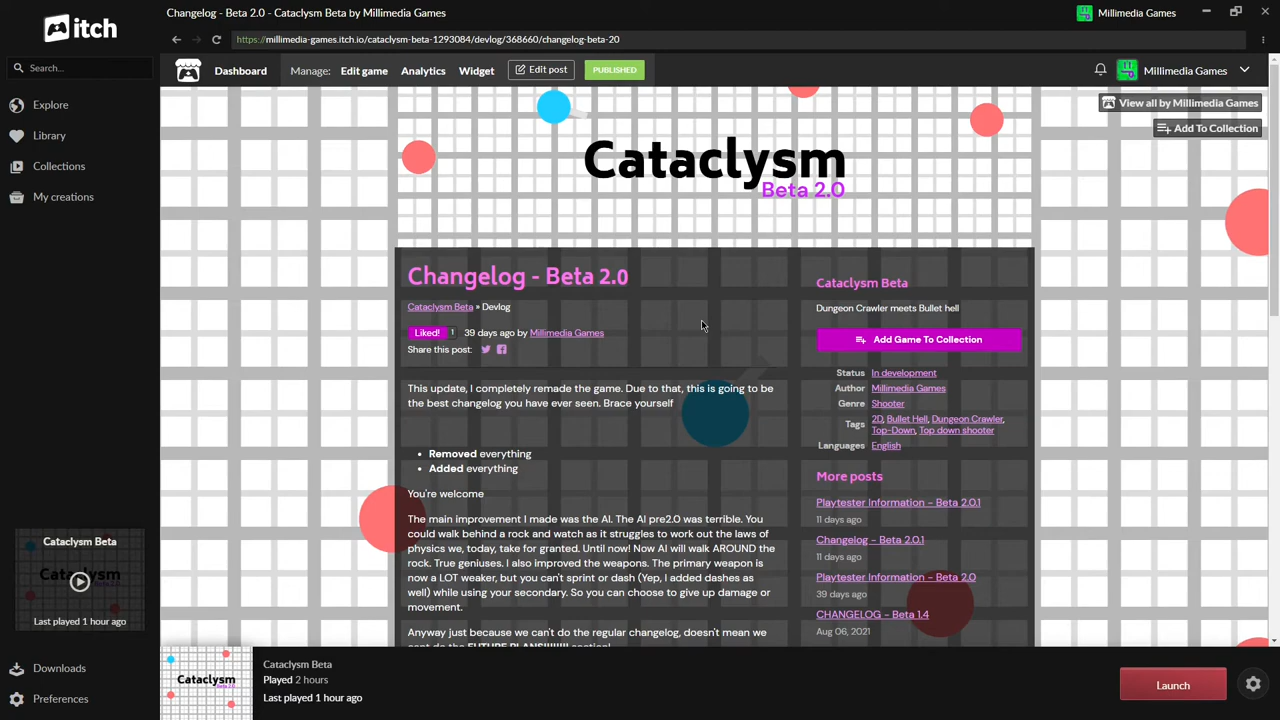 itch
Changelog - Beta 2.0 - Cataclysm Beta by Millimedia Games
Millimedia Games
Search...
https://millimedia-games.itch.io/cataclysm-beta-1293084/devlog/368660/changelog-beta-20
Dashboard
Manage:
Edit game
Analytics
Widget
Edit post
PUBLISHED
Millimedia Games
Explore
Library
Collections
My creations
View all by Millimedia Games
Add To Collection
Cataclysm
Beta 2.0
Changelog - Beta 2.0
Cataclysm Beta » Devlog
Liked!
1
39 days ago by Millimedia Games
Share this post:
This update, I completely remade the game. Due to that, this is going to be
the best changelog you have ever seen. Brace yourself
• Removed everything
• Added everything
You're welcome
The main improvement I made was the AI. The AI pre2.0 was terrible. You
could walk behind a rock and watch as it struggles to work out the laws of
physics we, today, take for granted. Until now! Now AI will walk AROUND the
rock. True geniuses. I also improved the weapons. The primary weapon is
now a LOT weaker, but you can't sprint or dash (Yep, I added dashes as
well) while using your secondary. So you can choose to give up damage or
movement.
Anyway just because we can't do the regular changelog, doesn't mean we
cant do the FUTURE PLANS!!!!!!!! section!
Cataclysm Beta
Dungeon Crawler meets Bullet hell
Add Game To Collection
Status In development
Author Millimedia Games
Genre Shooter
Tags 2D, Bullet Hell, Dungeon Crawler,
Top-Down, Top down shooter
Languages English
More posts
Playtester Information - Beta 2.0.1
11 days ago
Changelog - Beta 2.0.1
11 days ago
Playtester Information - Beta 2.0
39 days ago
CHANGELOG - Beta 1.4
Aug 06, 2021
Cataclysm Beta
Cataclysm
Last played 1 hour ago
Downloads
Preferences
Cataclysm
Beta 2.0
Cataclysm Beta
Played 2 hours
Last played 1 hour ago
Launch